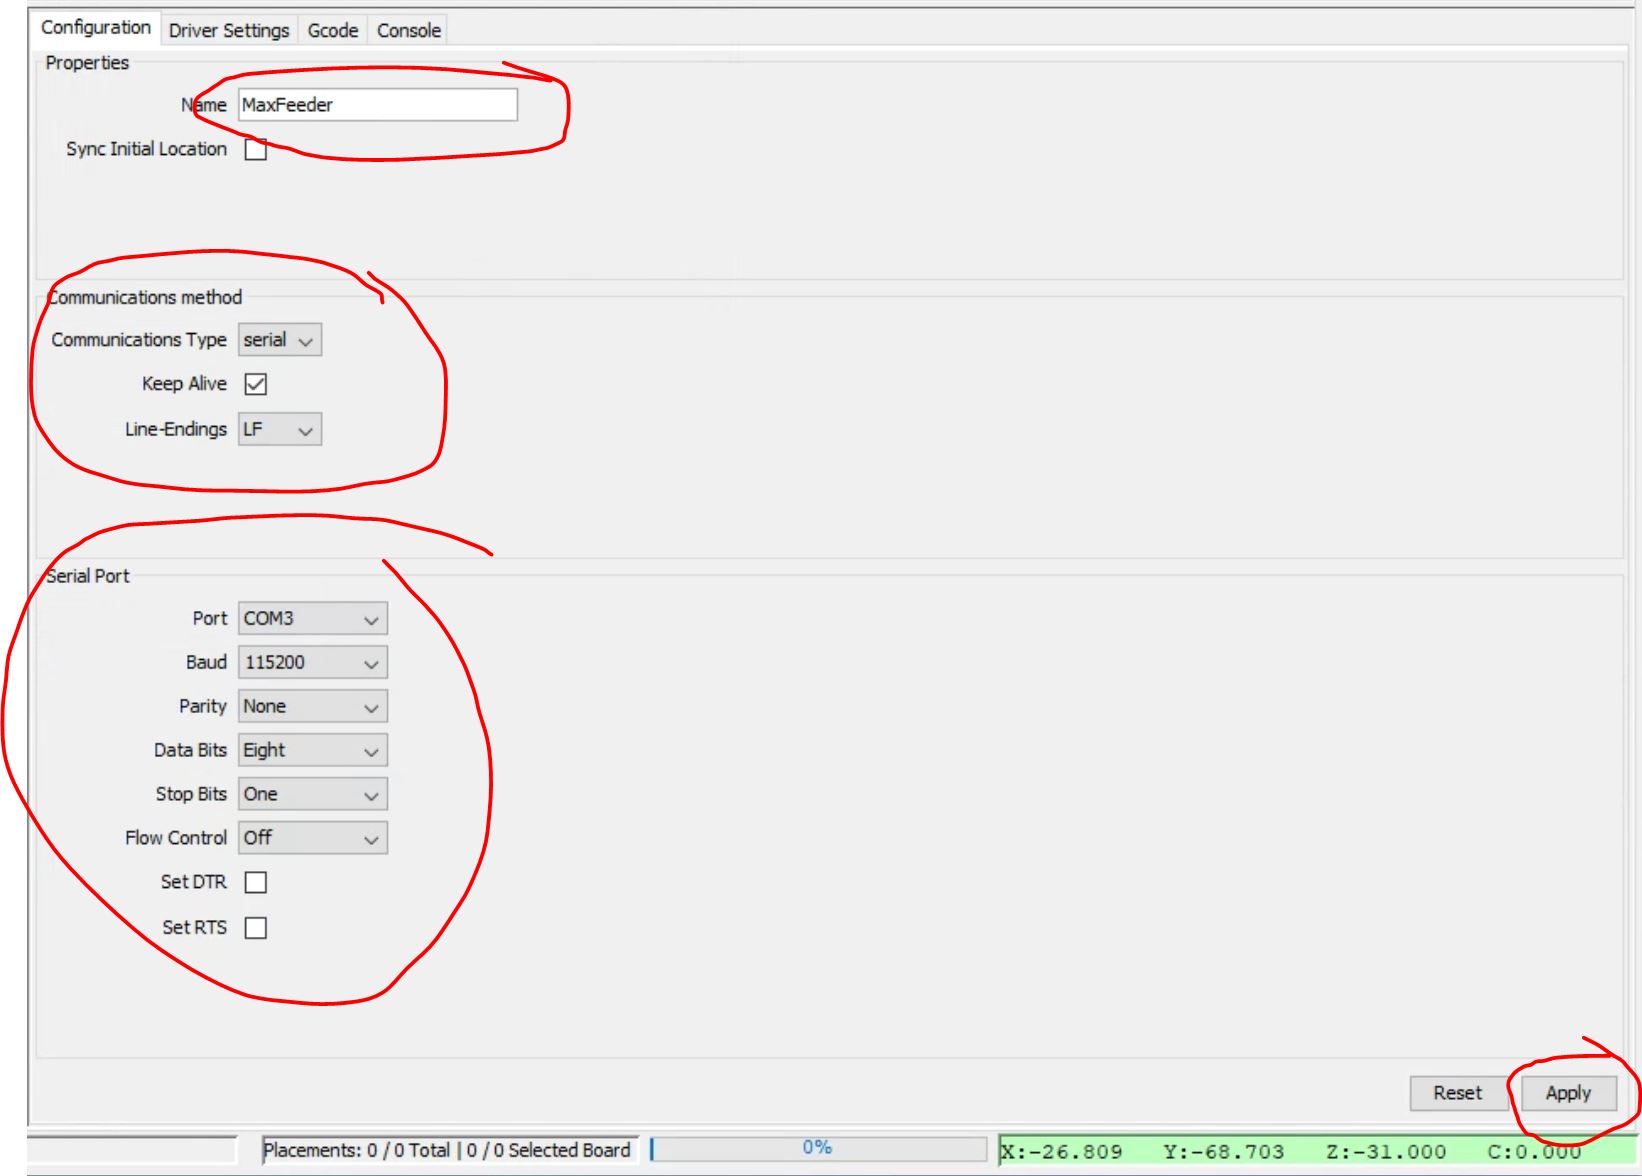 Configuration Driver Settings Gcode Console
Properties
Name MaxFeeder
Sync Initial Location
Communications method
Communications Type serial
Keep Alive
Line-Endings LF
Serial Port
Port COM3
Baud 115200
Parity None
Data Bits Eight
Stop Bits One
Flow Control Off
Set DTR
Set RTS
Reset Apply
Placements: 0 / 0 Total | 0 / 0 Selected Board 0% X:-26.809 Y:-68.703 Z:-31.000 C:0.000